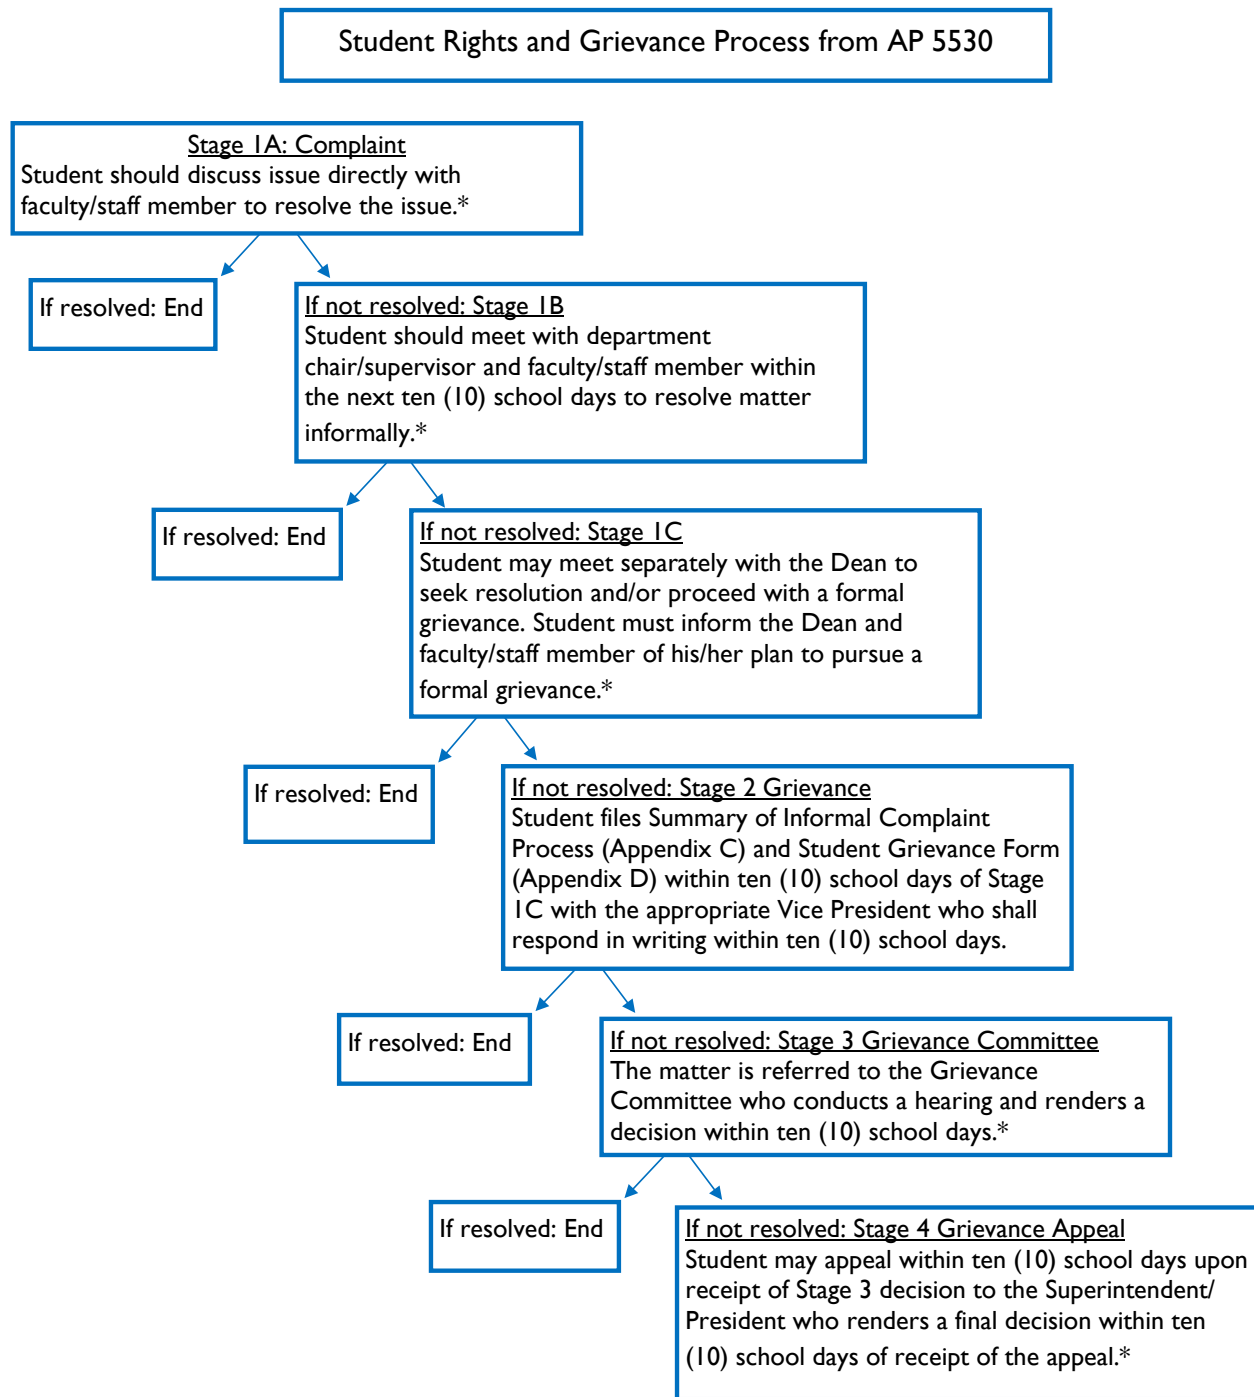 Student Rights and Grievance Process from AP 5530
Stage 1A: Complaint
Student should discuss issue directly with
faculty/staff member to resolve the issue.*
If resolved: End
If not resolved: Stage 1B
Student should meet with department
chair/supervisor and faculty/staff member within
the next ten (10) school days to resolve matter
informally.*
If resolved: End
If not resolved: Stage 1C
Student may meet separately with the Dean to
seek resolution and/or proceed with a formal
grievance. Student must inform the Dean and
faculty/staff member of his/her plan to pursue a
formal grievance.*
If resolved: End
If not resolved: Stage 2 Grievance
Student files Summary of Informal Complaint
Process (Appendix C) and Student Grievance Form
(Appendix D) within ten (10) school days of Stage
1C with the appropriate Vice President who shall
respond in writing within ten (10) school days.
If resolved: End
If not resolved: Stage 3 Grievance Committee
The matter is referred to the Grievance
Committee who conducts a hearing and renders a
decision within ten (10) school days.*
If resolved: End
If not resolved: Stage 4 Grievance Appeal
Student may appeal within ten (10) school days upon
receipt of Stage 3 decision to the Superintendent/
President who renders a final decision within ten
(10) school days of receipt of the appeal.*